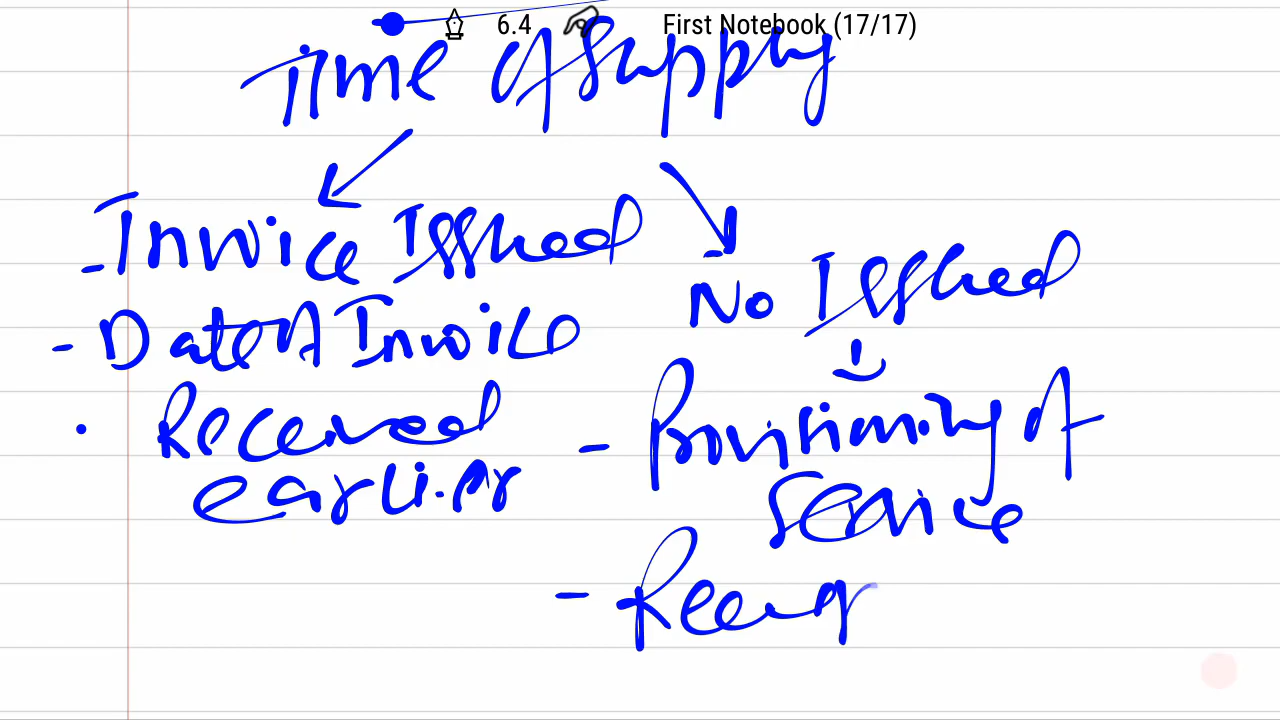 6.4 First Notebook (17/17)
Time of Supply
- Invoice Issued
- Date of Invoice
. Received
earlier
No Issued
- Provisioning of
Service
-